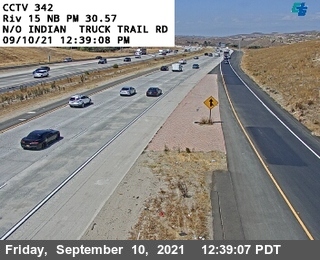 CCTV 342
Riv 15 NB PM 30.57
N/O INDIAN TRUCK TRAIL RD
09/10/21 12:39:08 PM
Friday, September 10, 2021 12:39:07 PDT